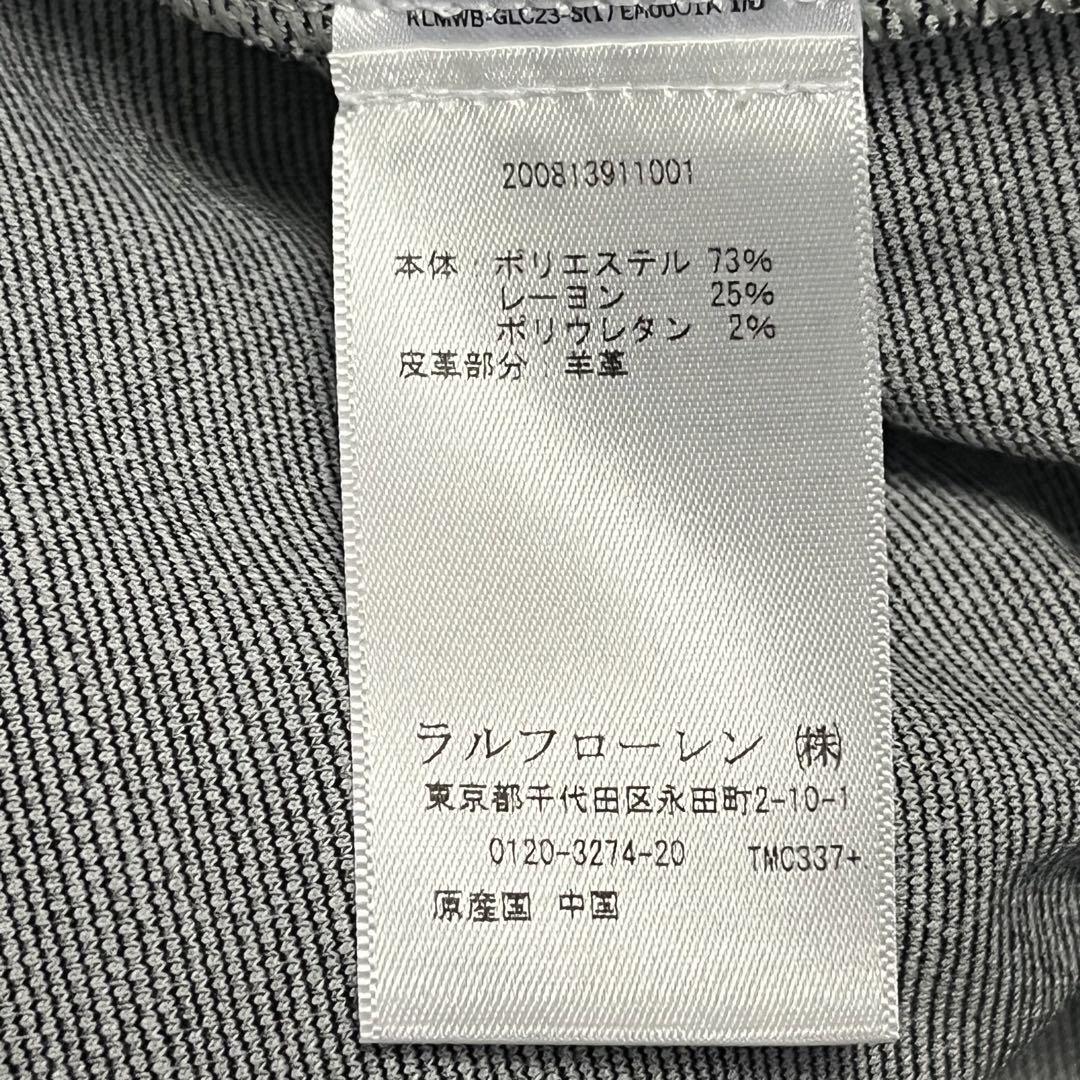 RLMWB-GLC23-S(1)
200813911001
本体 : ポリエステル 73%
レーヨン 25%
ポリウレタン 2%
皮革部分 羊革
ラルフローレン ㈱
東京都千代田区永田町2-10-1
0120-3274-20 TMC337+
原産国 中国